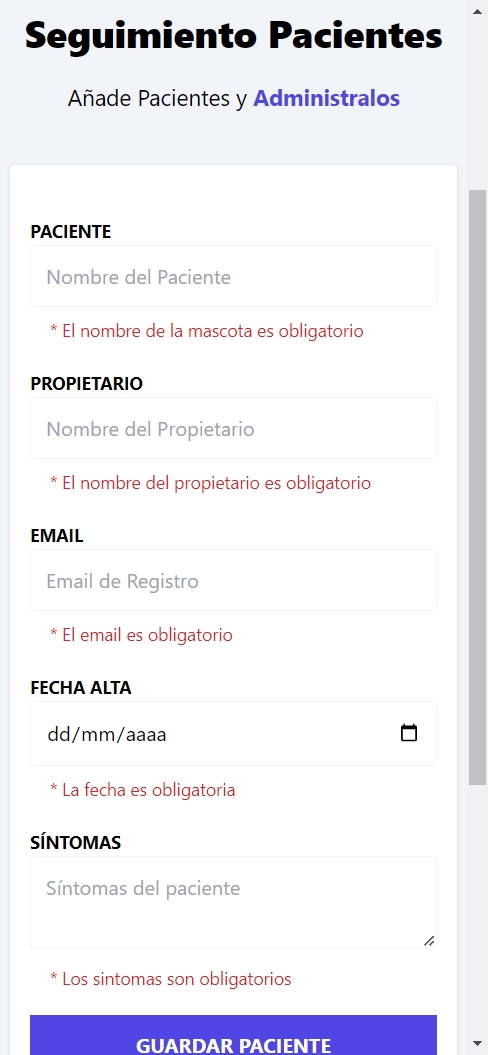 Seguimiento Pacientes
Añade Pacientes y Administralos
PACIENTE
Nombre del Paciente
* El nombre de la mascota es obligatorio
PROPIETARIO
Nombre del Propietario
* El nombre del propietario es obligatorio
EMAIL
Email de Registro
* El email es obligatorio
FECHA ALTA
dd/mm/aaaa
* La fecha es obligatoria
SÍNTOMAS
Síntomas del paciente
* Los sintomas son obligatorios
GUARDAR PACIENTE